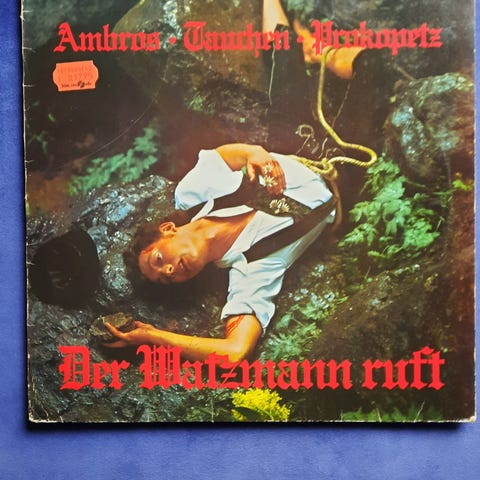 Ambros · Tauchen · Prokopetz
Der Watzmann ruft